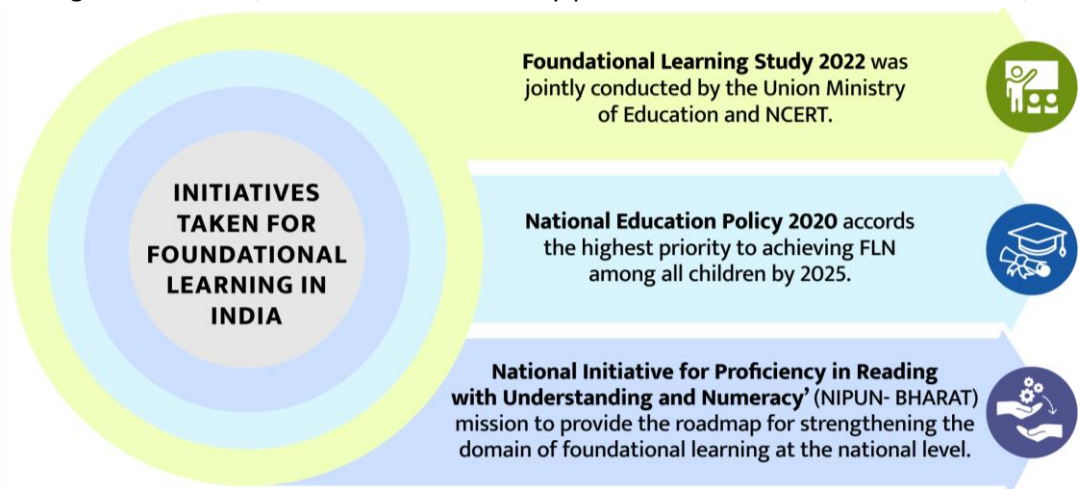 INITIATIVES
TAKEN FOR
FOUNDATIONAL
LEARNING IN
INDIA
Foundational Learning Study 2022 was
jointly conducted by the Union Ministry
of Education and NCERT.
National Education Policy 2020 accords
the highest priority to achieving FLN
among all children by 2025.
National Initiative for Proficiency in Reading
with Understanding and Numeracy’ (NIPUN- BHARAT)
mission to provide the roadmap for strengthening the
domain of foundational learning at the national level.